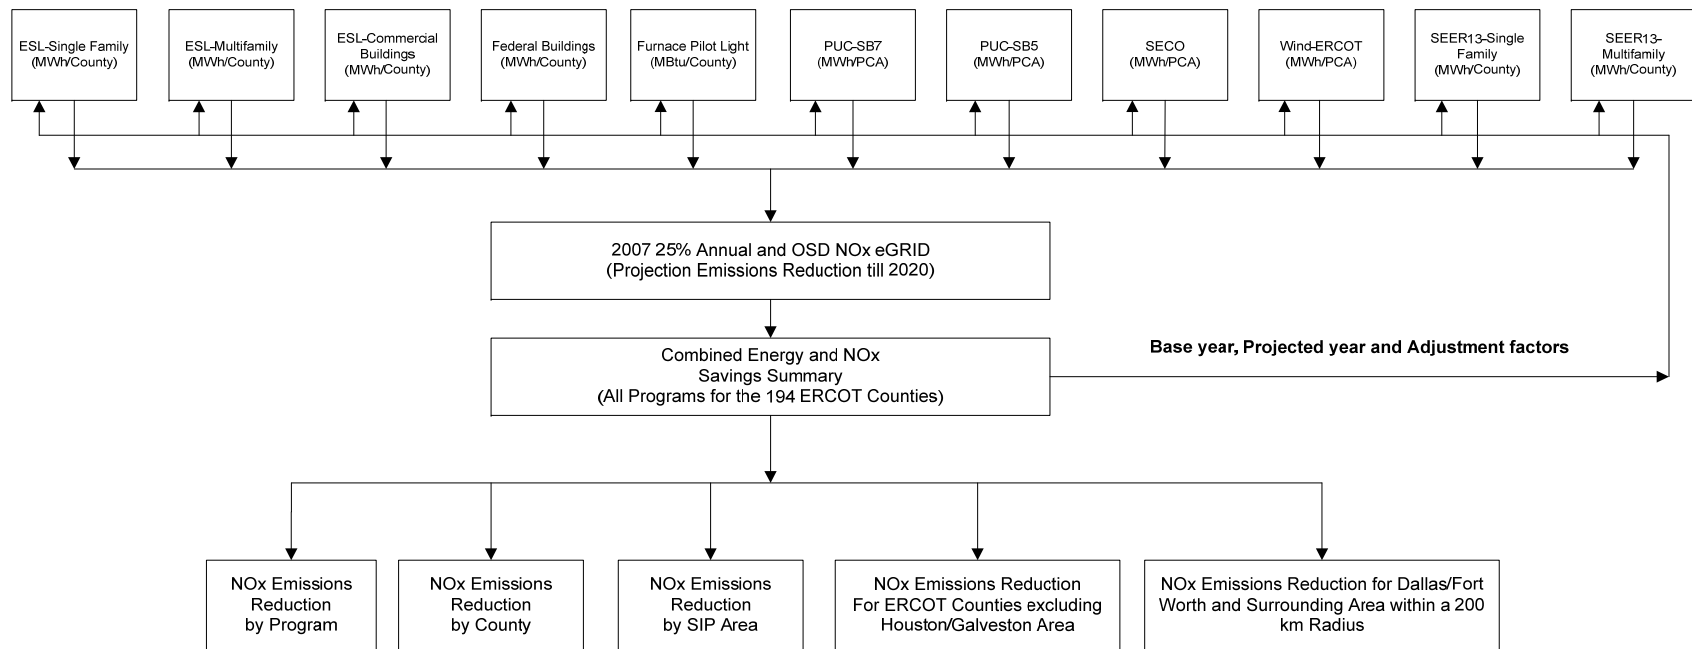 ESL-Single Family
(MWh/County)
ESL-Multifamily
(MWh/County)
ESL-Commercial
Buildings
(MWh/County)
Federal Buildings
(MWh/County)
Furnace Pilot Light
(MBtu/County)
PUC-SB7
(MWh/PCA)
PUC-SB5
(MWh/PCA)
SECO
(MWh/PCA)
Wind-ERCOT
(MWh/PCA)
SEER13-Single
Family
(MWh/County)
SEER13-
Multifamily
(MWh/County)
2007 25% Annual and OSD NOx eGRID
(Projection Emissions Reduction till 2020)
Combined Energy and NOx
Savings Summary
(All Programs for the 194 ERCOT Counties)
Base year, Projected year and Adjustment factors
NOx Emissions
Reduction
by Program
NOx Emissions
Reduction
by County
NOx Emissions
Reduction
by SIP Area
NOx Emissions Reduction
For ERCOT Counties excluding
Houston/Galveston Area
NOx Emissions Reduction for Dallas/Fort
Worth and Surrounding Area within a 200
km Radius